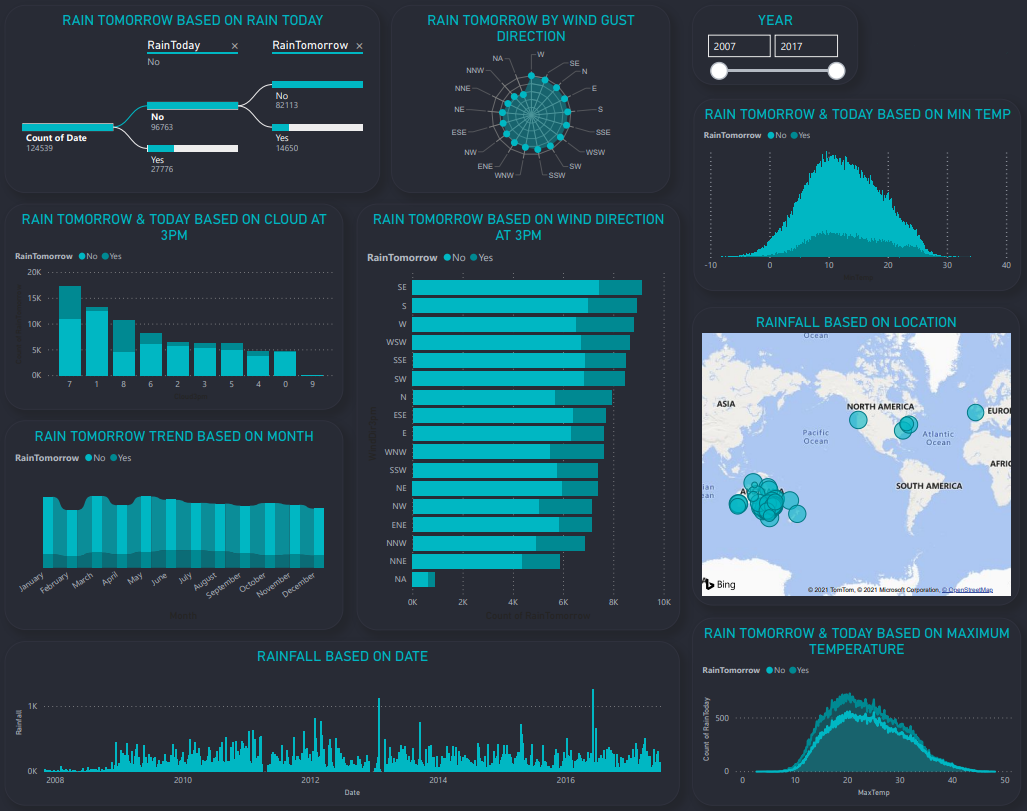 RAIN TOMORROW BASED ON RAIN TODAY
RainToday ×
RainTomorrow ×
No
Count of Date
124539
No
96763
Yes
27776
No
82113
Yes
14650
RAIN TOMORROW BY WIND GUST
DIRECTION
W
SE
N
E
S
SSE
WSW
SW
SSW
WNW
ENE
NW
ESE
NE
NNE
NNW
NA
YEAR
2007
2017
RAIN TOMORROW & TODAY BASED ON MIN TEMP
RainTomorrow No Yes
-10 0 10 20 30 40
RAIN TOMORROW & TODAY BASED ON CLOUD AT
3PM
RainTomorrow No Yes
20K
15K
10K
5K
0K
7 1 8 6 2 3 5 4 0 9
RAIN TOMORROW BASED ON WIND DIRECTION
AT 3PM
RainTomorrow No Yes
SE
S
W
WSW
SSE
SW
N
ESE
E
WNW
SSW
NE
NW
ENE
NNW
NNE
NA
0K 2K 4K 6K 8K 10K
Count of RainTomorrow
RAINFALL BASED ON LOCATION
Ocean
Ocean
ASIA
NORTH AMERICA
EURO
Pacific
Ocean
Atlantic
Ocean
AFRIC
SOUTH AMERICA
Bing
© 2021 TomTom, © 2021 Microsoft Corporation, © OpenStreetMap
RAIN TOMORROW TREND BASED ON MONTH
RainTomorrow No Yes
January
February
March
April
May
June
July
August
September
October
November
December
Month
RAINFALL BASED ON DATE
Rainfall
1K
0K
2008 2010 2012 2014 2016
Date
RAIN TOMORROW & TODAY BASED ON MAXIMUM
TEMPERATURE
RainTomorrow No Yes
Count of RainToday
500
0
0 10 20 30 40 50
MaxTemp